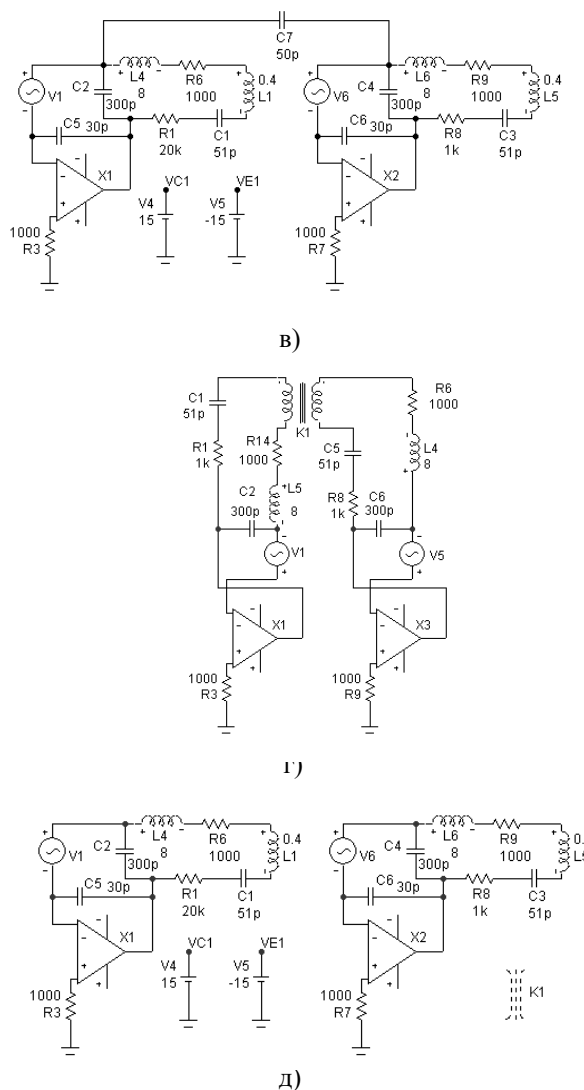 C7
50p
C2
L4
8
R6
1000
0.4
L1
V1
300p
C5
30p
R1
20k
C1
51p
X1
1000
R3
V4
15
VC1
V5
-15
VE1
C4
L6
8
R9
1000
0.4
L5
V6
300p
C6
30p
R8
1k
C3
51p
X2
1000
R7
в)
C1
51p
R1
1k
K1
R14
1000
L5
8
C2
300p
V1
X1
1000
R3
R6
1000
C5
51p
L4
8
R8
1k
C6
300p
V5
X3
1000
R9
г)
C2
L4
8
R6
1000
0.4
L1
V1
300p
C5
30p
R1
20k
C1
51p
X1
1000
R3
V4
15
VC1
V5
-15
VE1
C4
L6
8
R9
1000
V6
300p
C6
30p
R8
1k
C3
51p
X2
1000
R7
K1
д)